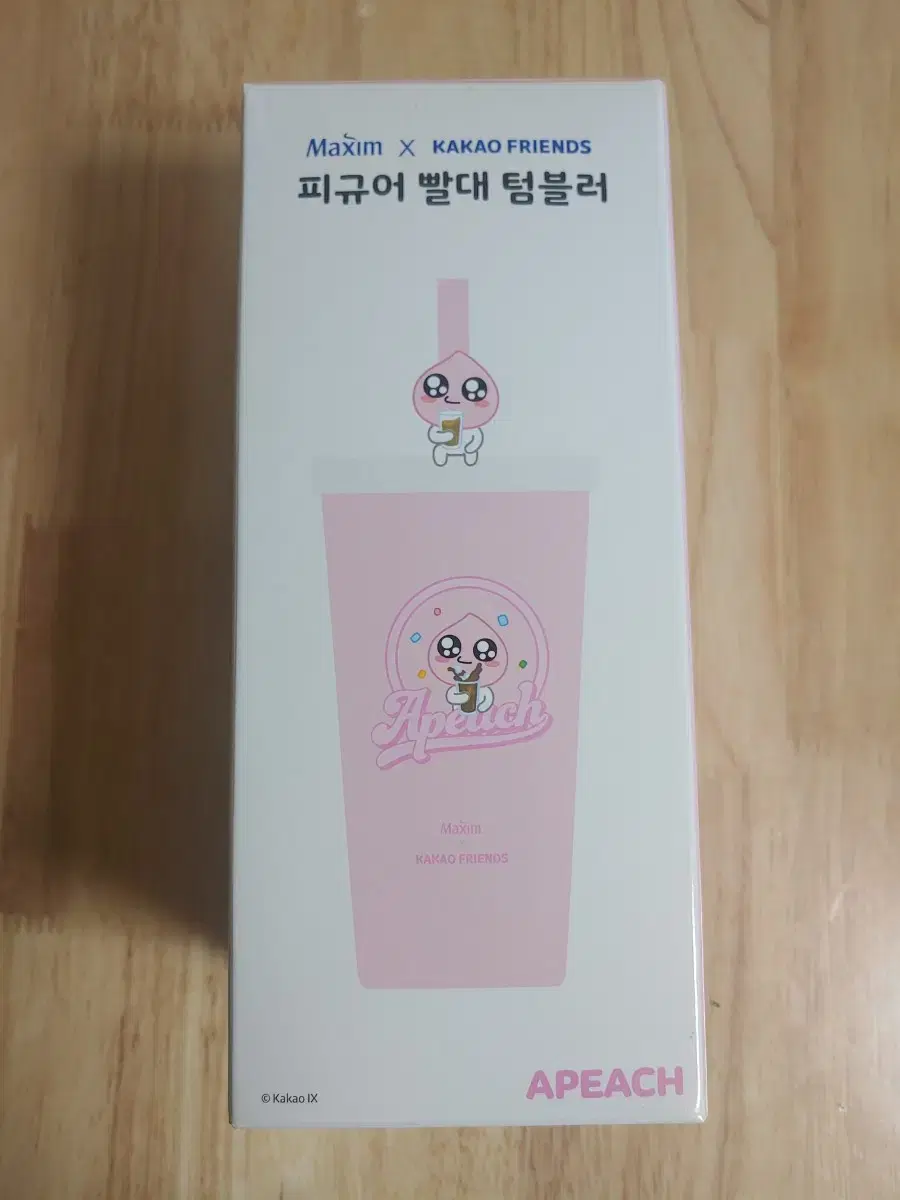 Maxim X KAKAO FRIENDS
피규어 빨대 텀블러
Apeach
Maxim
×
KAKAO FRIENDS
APEACH
© Kakao IX